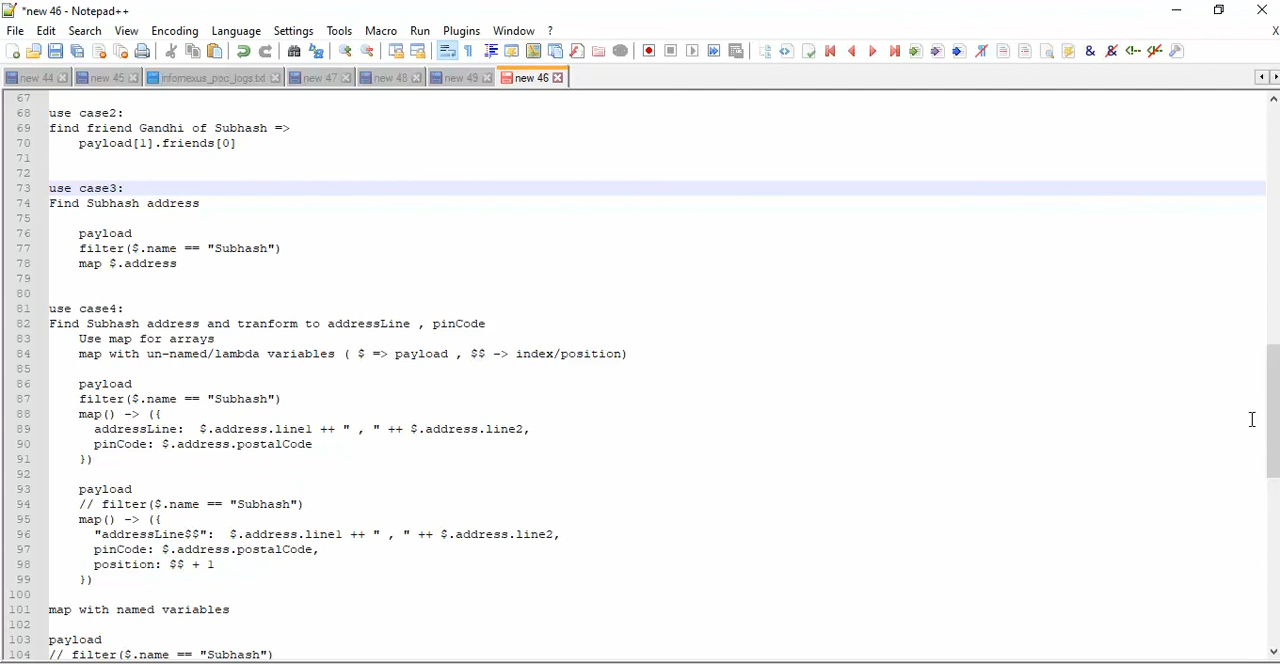 *new 46 - Notepad++
File Edit Search View Encoding Language Settings Tools Macro Run Plugins Window ? X
new 44 new 45 infornexus_poc_logs.txt new 47 new 48 new 49 new 46
67
68 use case2:
69 find friend Gandhi of Subhash =>
70 payload[1].friends[0]
71
72
73 use case3:
74 Find Subhash address
75
76 payload
77 filter($.name == "Subhash")
78 map $.address
79
80
81 use case4:
82 Find Subhash address and tranform to addressLine , pinCode
83 Use map for arrays
84 map with un-named/lambda variables ( $ => payload , $$ -> index/position)
85
86 payload
87 filter($.name == "Subhash")
88 map() -> ({
89 addressLine: $.address.line1 ++ " , " ++ $.address.line2,
90 pinCode: $.address.postalCode
91 })
92
93 payload
94 // filter($.name == "Subhash")
95 map() -> ({
96 "addressLine$$": $.address.line1 ++ " , " ++ $.address.line2,
97 pinCode: $.address.postalCode,
98 position: $$ + 1
99 })
100
101 map with named variables
102
103 payload
104 // filter($.name == "Subhash")